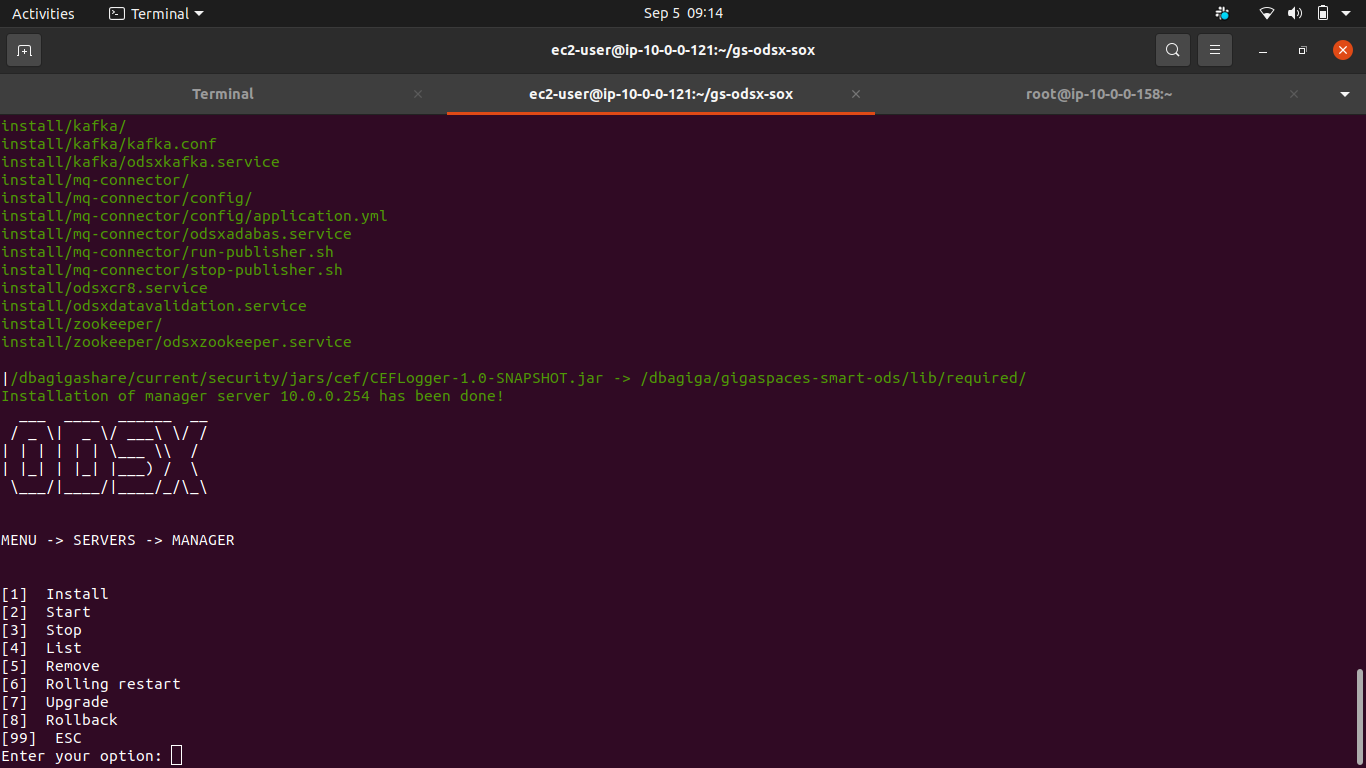 Activities Terminal Sep 5 09:14
ec2-user@ip-10-0-0-121:~/gs-odsx-sox
Terminal ec2-user@ip-10-0-0-121:~/gs-odsx-sox root@ip-10-0-0-158:~
install/kafka/
install/kafka/kafka.conf
install/kafka/odsxkafka.service
install/mq-connector/
install/mq-connector/config/
install/mq-connector/config/application.yml
install/mq-connector/odsxadabas.service
install/mq-connector/run-publisher.sh
install/mq-connector/stop-publisher.sh
install/odsxcr8.service
install/odsxdatavalidation.service
install/zookeeper/
install/zookeeper/odsxzookeeper.service
|/dbagigashare/current/security/jars/cef/CEFLogger-1.0-SNAPSHOT.jar -> /dbagiga/gigaspaces-smart-ods/lib/required/
Installation of manager server 10.0.0.254 has been done!
ODSX
MENU -> SERVERS -> MANAGER
[1] Install
[2] Start
[3] Stop
[4] List
[5] Remove
[6] Rolling restart
[7] Upgrade
[8] Rollback
[99] ESC
Enter your option: